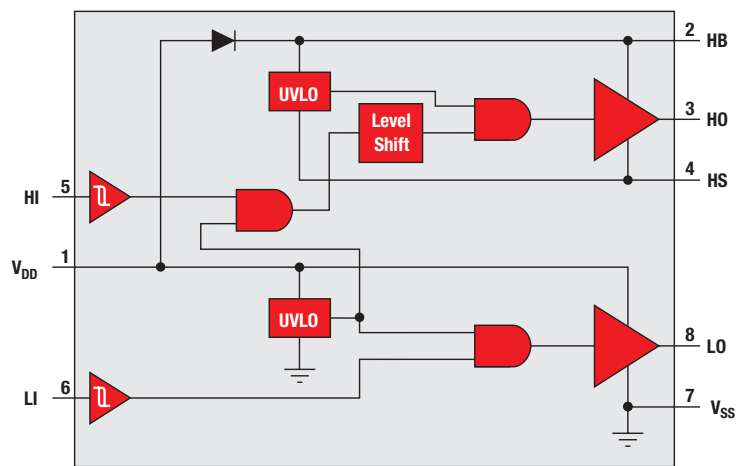 2 HB
UVLO
Level
Shift
3 HO
4 HS
HI 5
VDD 1
UVLO
8 LO
LI 6
7 VSS